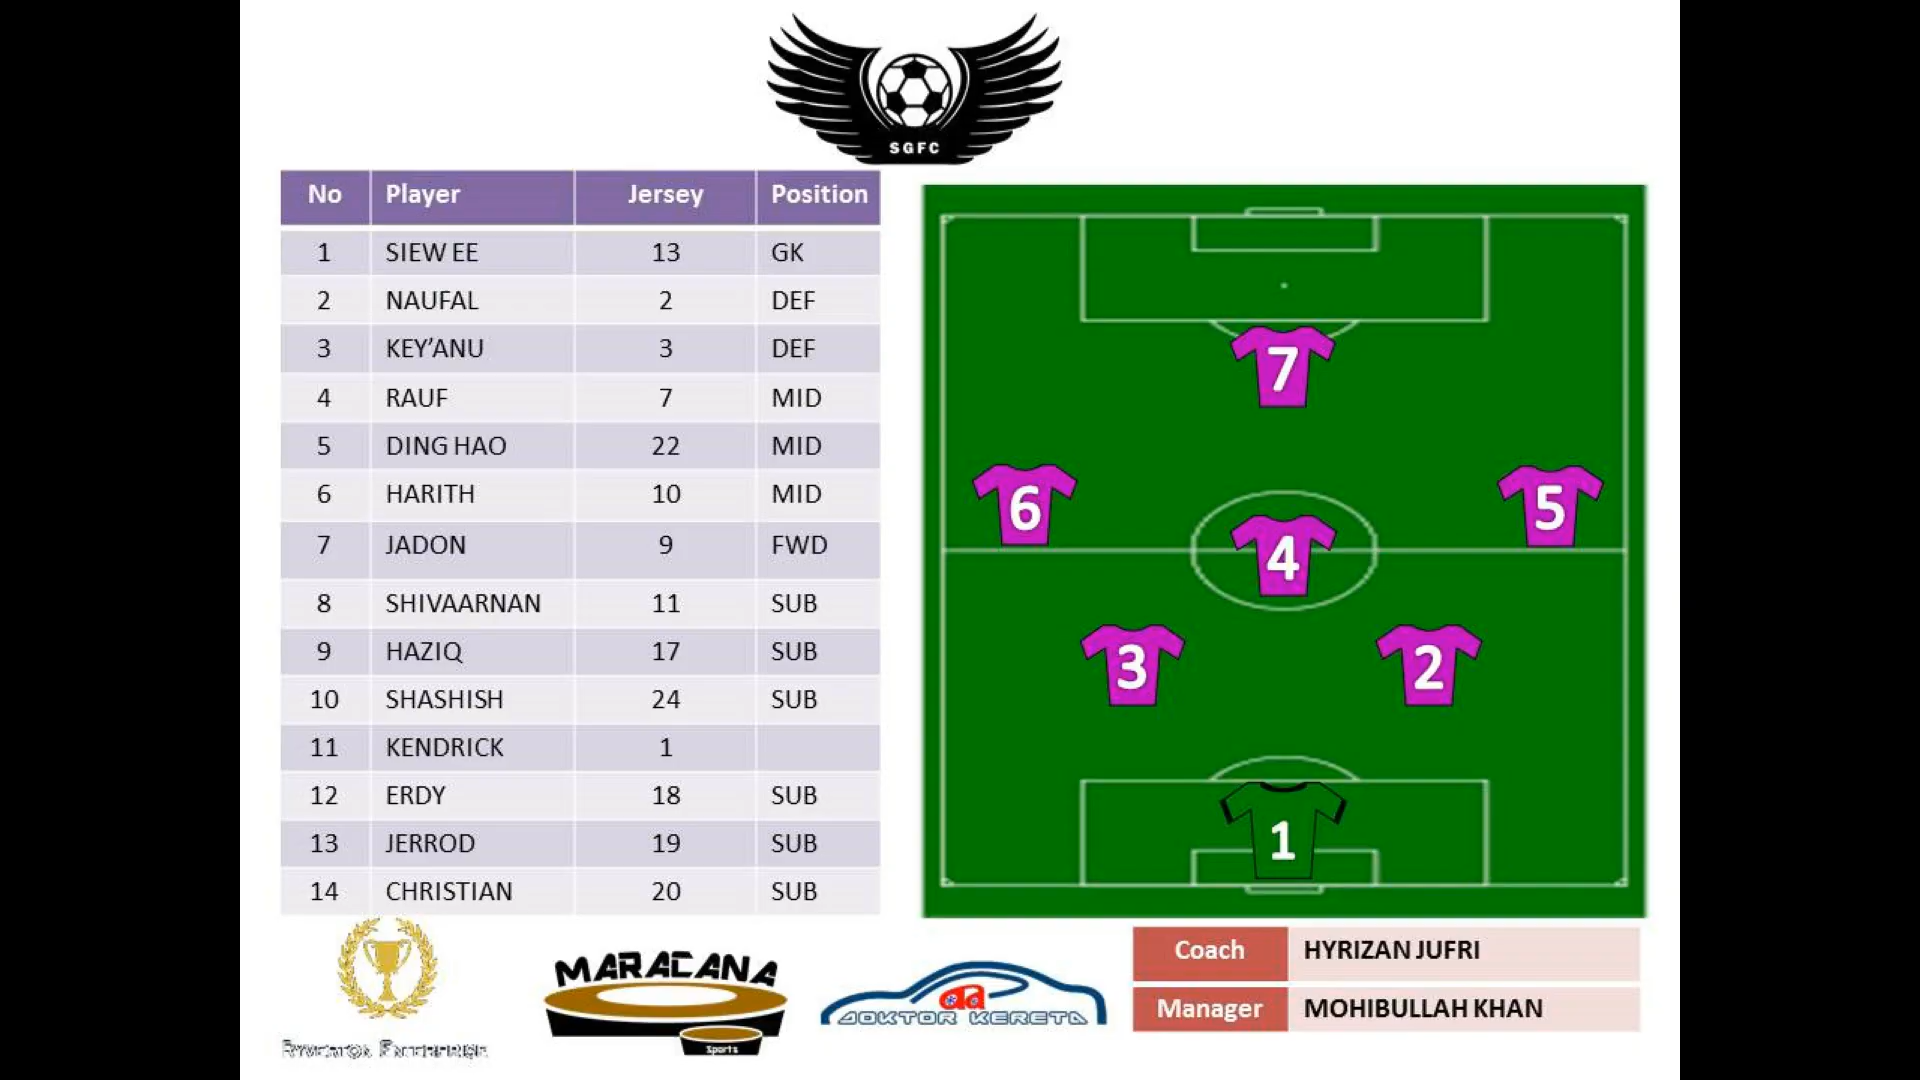 SGFC
No Player Jersey Position
1 SIEW EE 13 GK
2 NAUFAL 2 DEF
3 KEY’ANU 3 DEF
4 RAUF 7 MID
5 DING HAO 22 MID
6 HARITH 10 MID
7 JADON 9 FWD
8 SHIVAARNAN 11 SUB
9 HAZIQ 17 SUB
10 SHASHISH 24 SUB
11 KENDRICK 1
12 ERDY 18 SUB
13 JERROD 19 SUB
14 CHRISTIAN 20 SUB
7
6
5
4
3
2
1
MARACANA
Sports
DOKTOR KERETA
Coach HYRIZAN JUFRI
Manager MOHIBULLAH KHAN